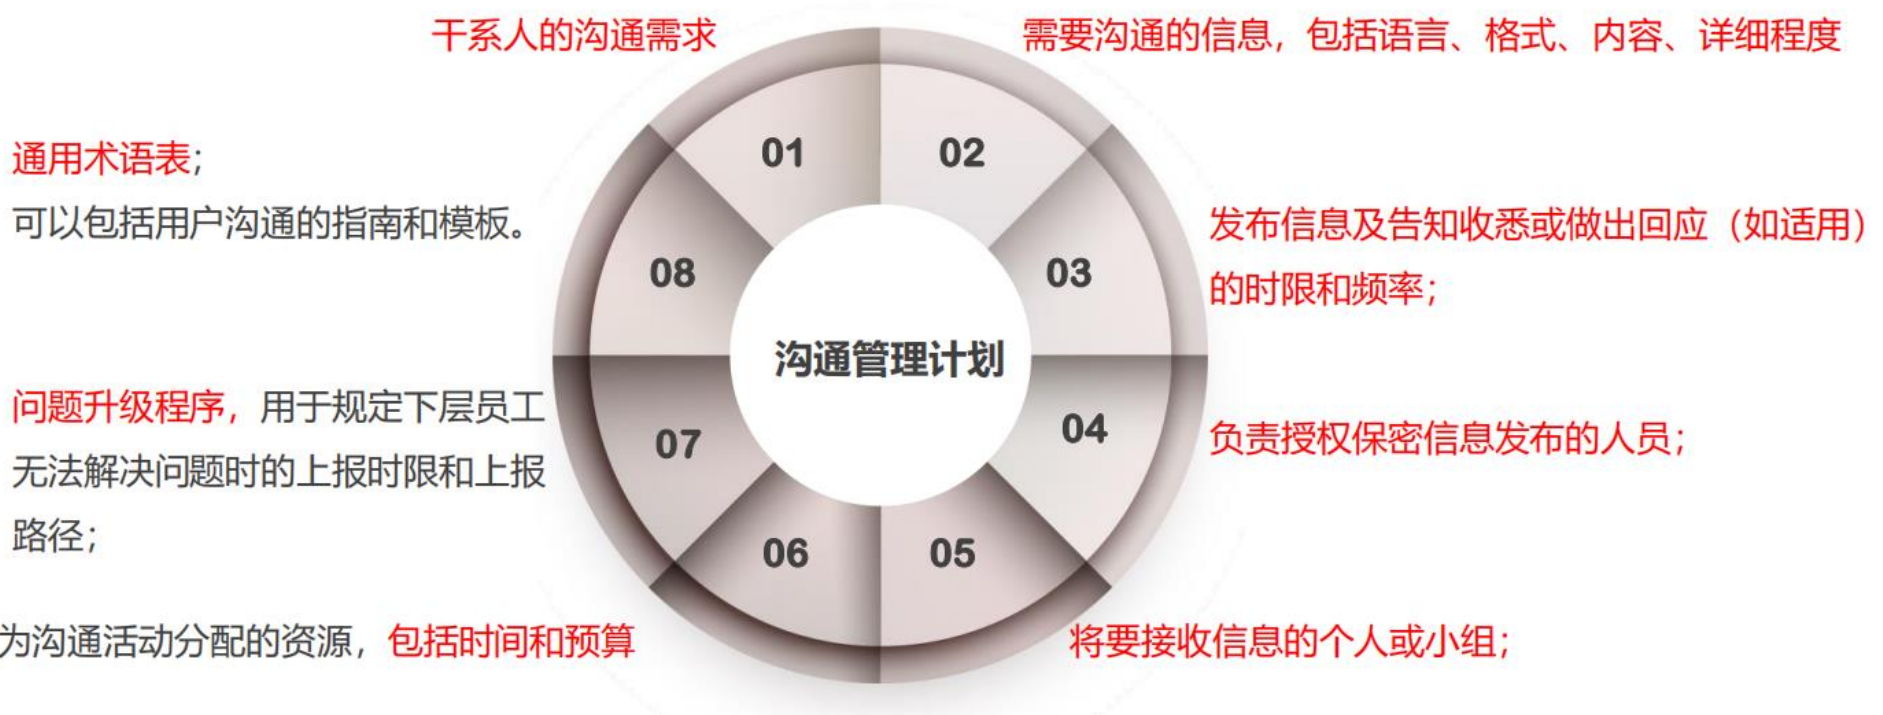 干系人的沟通需求
需要沟通的信息，包括语言、格式、内容、详细程度
通用术语表；
可以包括用户沟通的指南和模板。
01
02
发布信息及告知收悉或做出回应（如适用）
的时限和频率；
08
03
沟通管理计划
问题升级程序，用于规定下层员工
无法解决问题时的上报时限和上报
路径；
07
04
负责授权保密信息发布的人员；
06
05
为沟通活动分配的资源，包括时间和预算
将要接收信息的个人或小组；